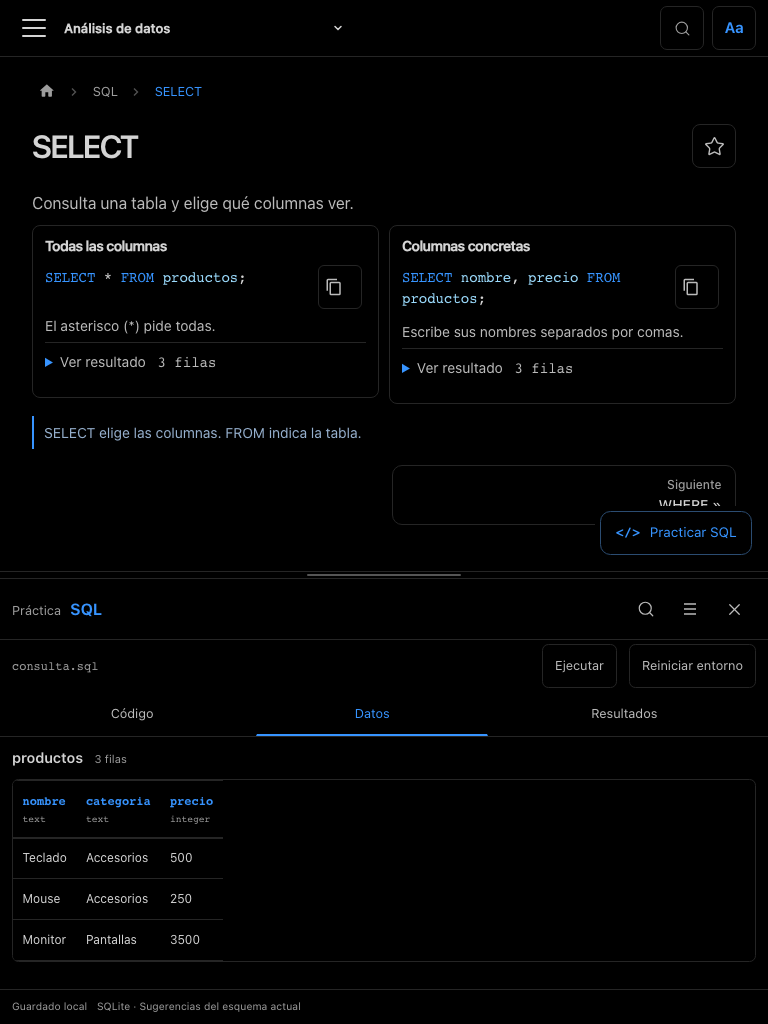 Análisis de datos
Aa
SQL
SELECT
SELECT
Consulta una tabla y elige qué columnas ver.
Todas las columnas
SELECT * FROM productos;
El asterisco (*) pide todas.
Ver resultado 3 filas
Columnas concretas
SELECT nombre, precio FROM
productos;
Escribe sus nombres separados por comas.
Ver resultado 3 filas
SELECT elige las columnas. FROM indica la tabla.
Siguiente
WHERE »
</> Practicar SQL
Práctica SQL
consulta.sql
Ejecutar
Reiniciar entorno
Código
Datos
Resultados
productos 3 filas
nombre categoria precio
text text integer
Teclado Accesorios 500
Mouse Accesorios 250
Monitor Pantallas 3500
Guardado local SQLite · Sugerencias del esquema actual